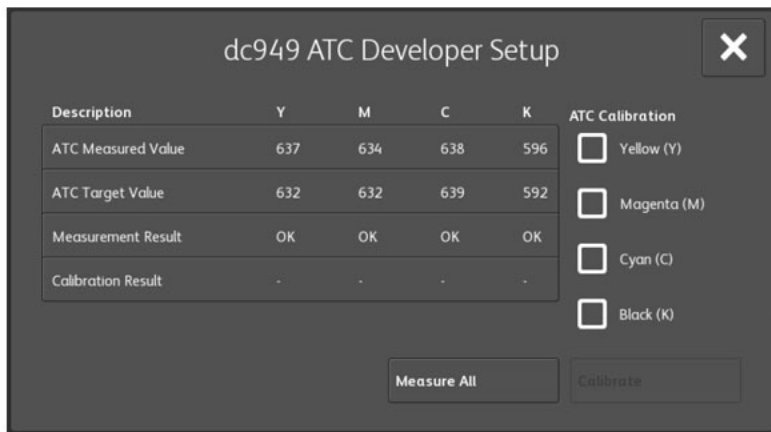 dc949 ATC Developer Setup
Description Y M C K
ATC Measured Value 637 634 638 596
ATC Target Value 632 632 639 592
Measurement Result OK OK OK OK
Calibration Result - - - -
ATC Calibration
Yellow (Y)
Magenta (M)
Cyan (C)
Black (K)
Measure All
Calibrate